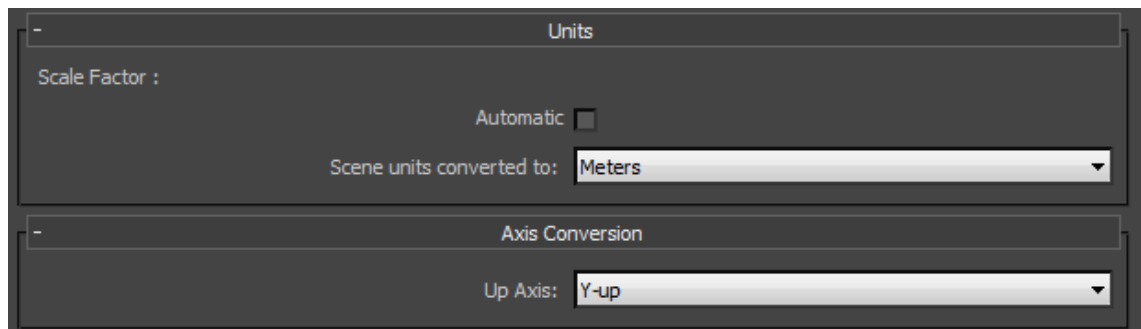 - Units
Scale Factor :
Automatic
Scene units converted to: Meters
- Axis Conversion
Up Axis: Y-up